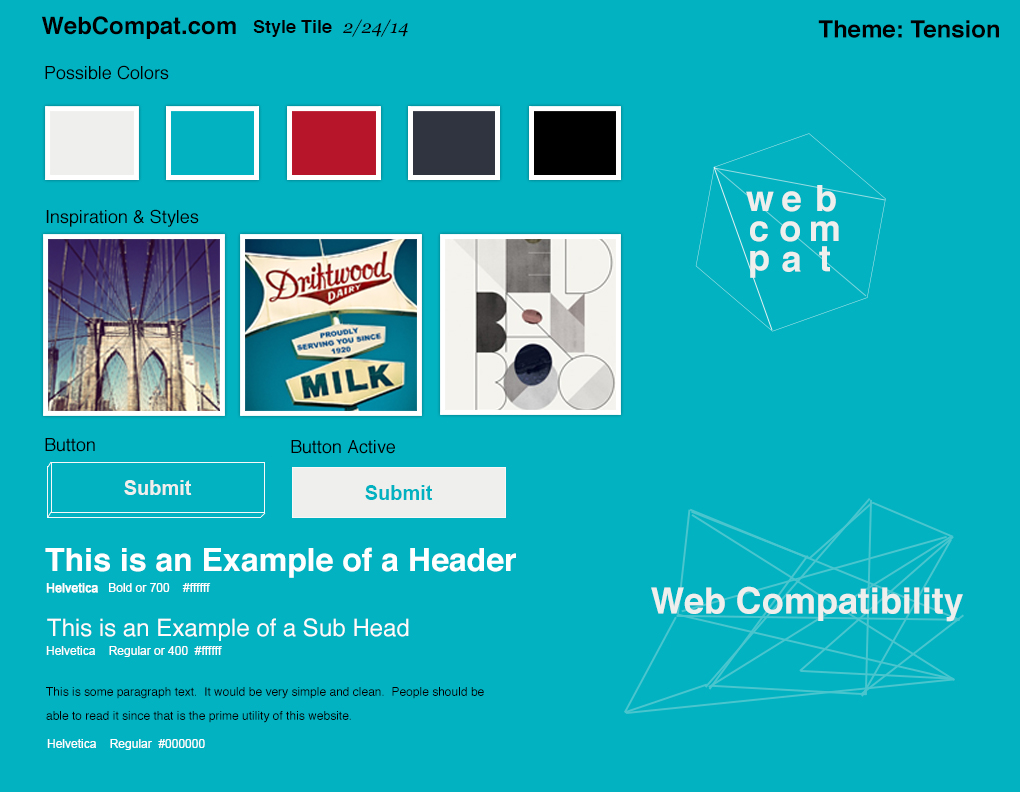 WebCompat.com Style Tile 2/24/14
Theme: Tension
Possible Colors
Inspiration & Styles
Driftwood
DAIRY
PROUDLY
SERVING YOU SINCE
1920
MILK
web
com
pat
Button
Button Active
Submit
Submit
This is an Example of a Header
Helvetica Bold or 700 #ffffff
This is an Example of a Sub Head
Helvetica Regular or 400 #ffffff
This is some paragraph text. It would be very simple and clean. People should be
able to read it since that is the prime utility of this website.
Helvetica Regular #000000
Web Compatibility